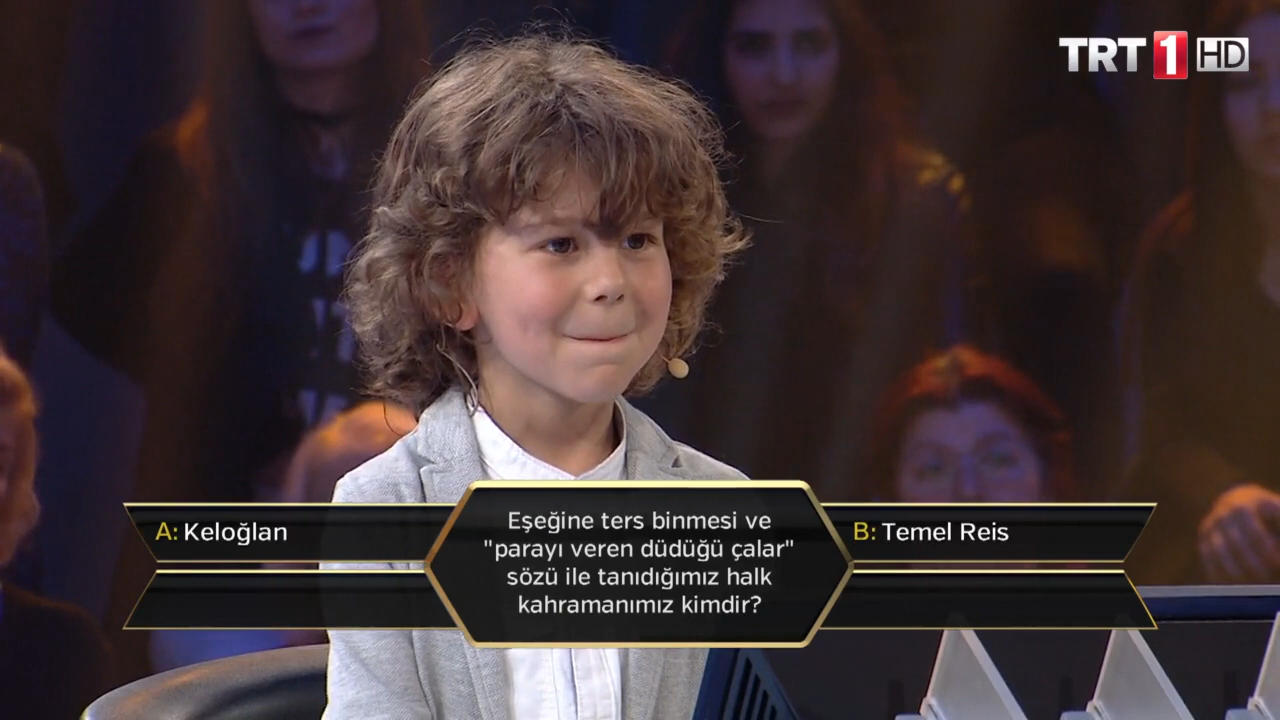 TRT 1 HD
Eşeğine ters binmesi ve
"parayı veren düdüğü çalar"
sözü ile tanıdığımız halk
kahramanımız kimdir?
A: Keloğlan
B: Temel Reis